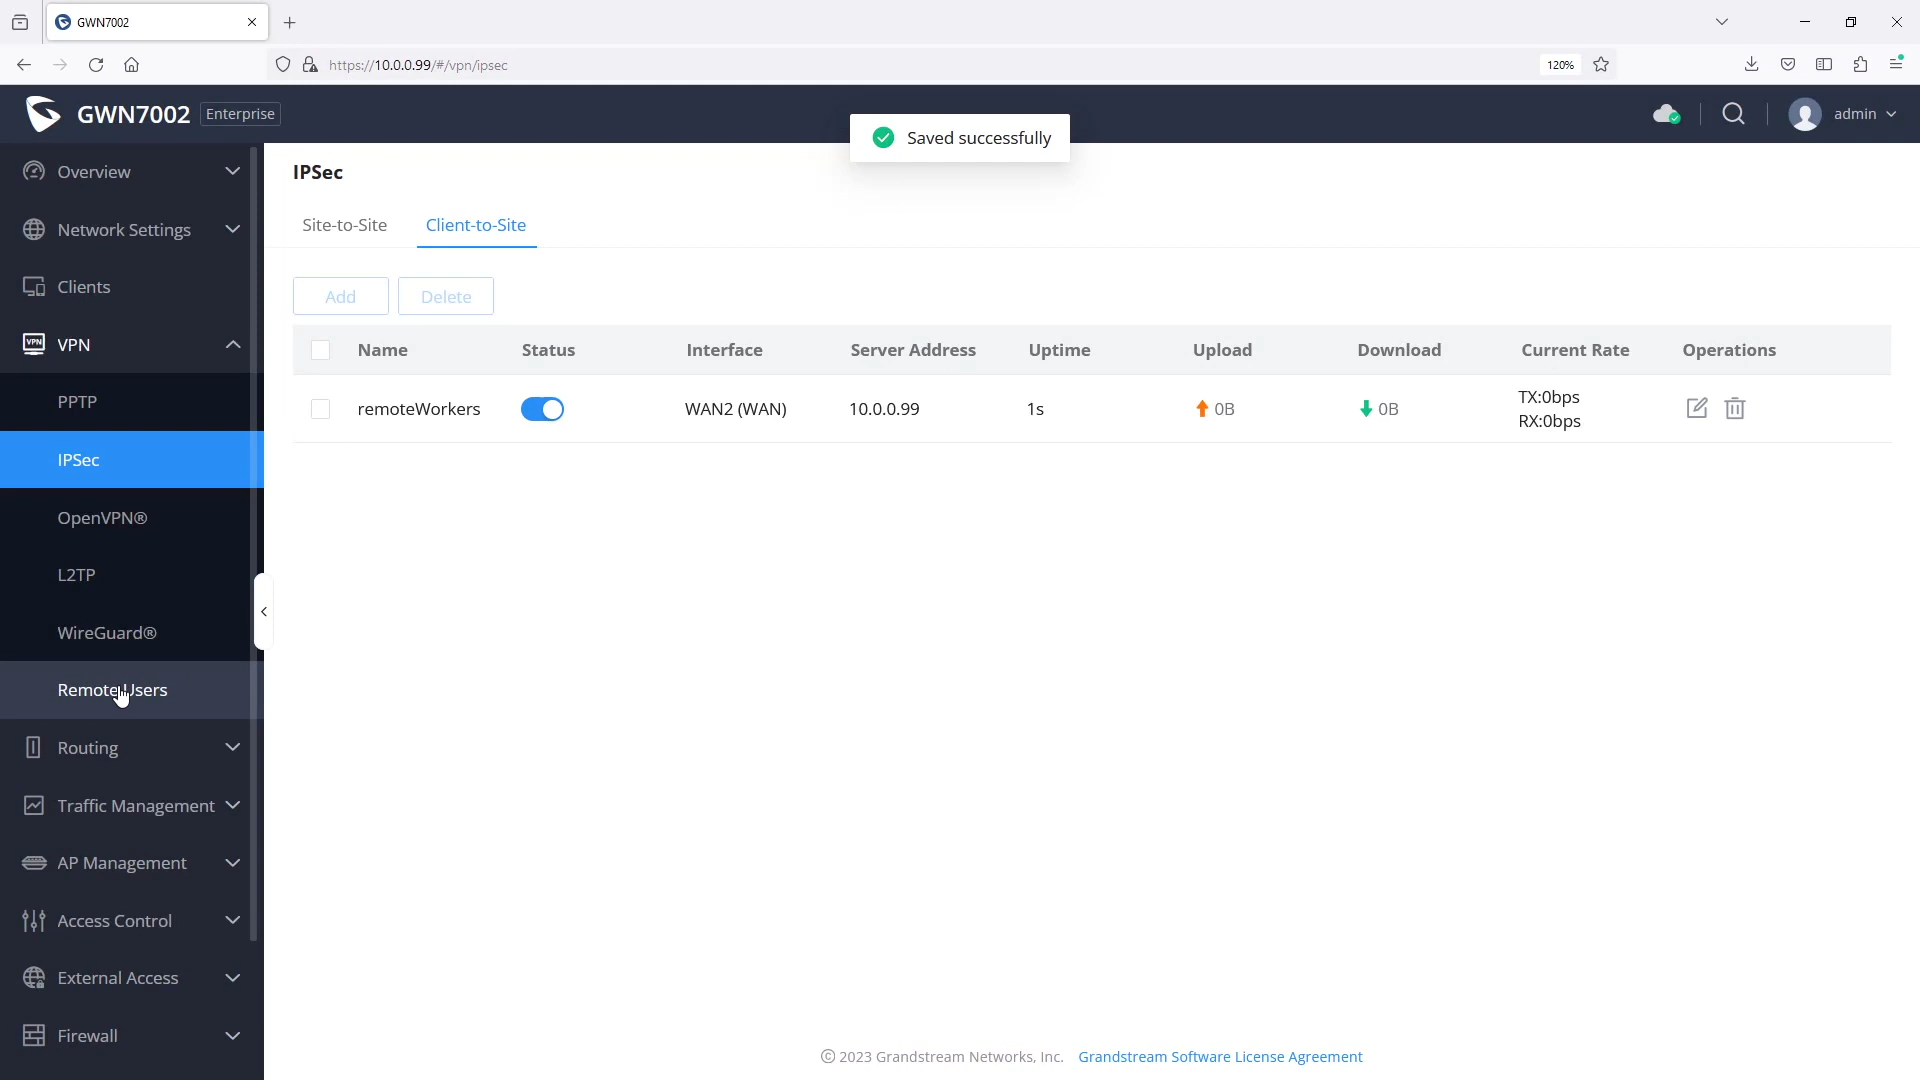 GWN7002
https://10.0.0.99/#/vpn/ipsec
120%
GWN7002 Enterprise
admin
Saved successfully
Overview
Network Settings
Clients
VPN
VPN
PPTP
IPSec
OpenVPN®
L2TP
WireGuard®
Remote Users
Routing
Traffic Management
AP Management
Access Control
External Access
Firewall
IPSec
Site-to-Site Client-to-Site
Add Delete
Name Status Interface Server Address Uptime Upload Download Current Rate Operations
remoteWorkers WAN2 (WAN) 10.0.0.99 1s 0B 0B TX:0bps
RX:0bps
© 2023 Grandstream Networks, Inc. Grandstream Software License Agreement